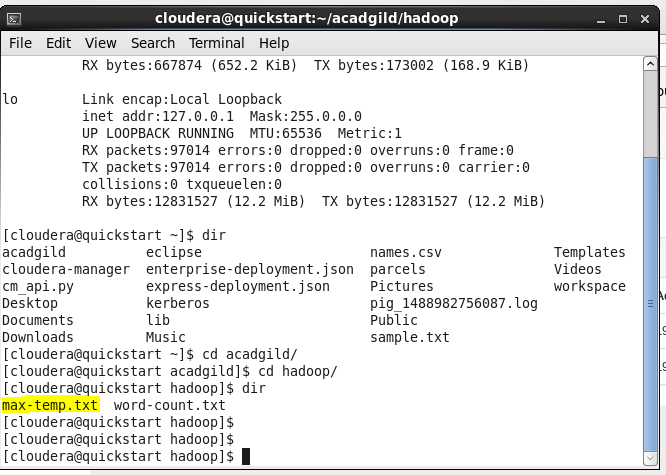 cloudera@quickstart:~/acadgild/hadoop
File Edit View Search Terminal Help
RX bytes:667874 (652.2 KiB)  TX bytes:173002 (168.9 KiB)
lo        Link encap:Local Loopback
          inet addr:127.0.0.1  Mask:255.0.0.0
          UP LOOPBACK RUNNING  MTU:65536  Metric:1
          RX packets:97014 errors:0 dropped:0 overruns:0 frame:0
          TX packets:97014 errors:0 dropped:0 overruns:0 carrier:0
          collisions:0 txqueuelen:0
          RX bytes:12831527 (12.2 MiB)  TX bytes:12831527 (12.2 MiB)
[cloudera@quickstart ~]$ dir
acadgild          eclipse                     names.csv              Templates
cloudera-manager  enterprise-deployment.json  parcels                Videos
cm_api.py         express-deployment.json     Pictures               workspace
Desktop           kerberos                    pig_1488982756087.log
Documents         lib                         Public
Downloads         Music                       sample.txt
[cloudera@quickstart ~]$ cd acadgild/
[cloudera@quickstart acadgild]$ cd hadoop/
[cloudera@quickstart hadoop]$ dir
max-temp.txt  word-count.txt
[cloudera@quickstart hadoop]$
[cloudera@quickstart hadoop]$
[cloudera@quickstart hadoop]$